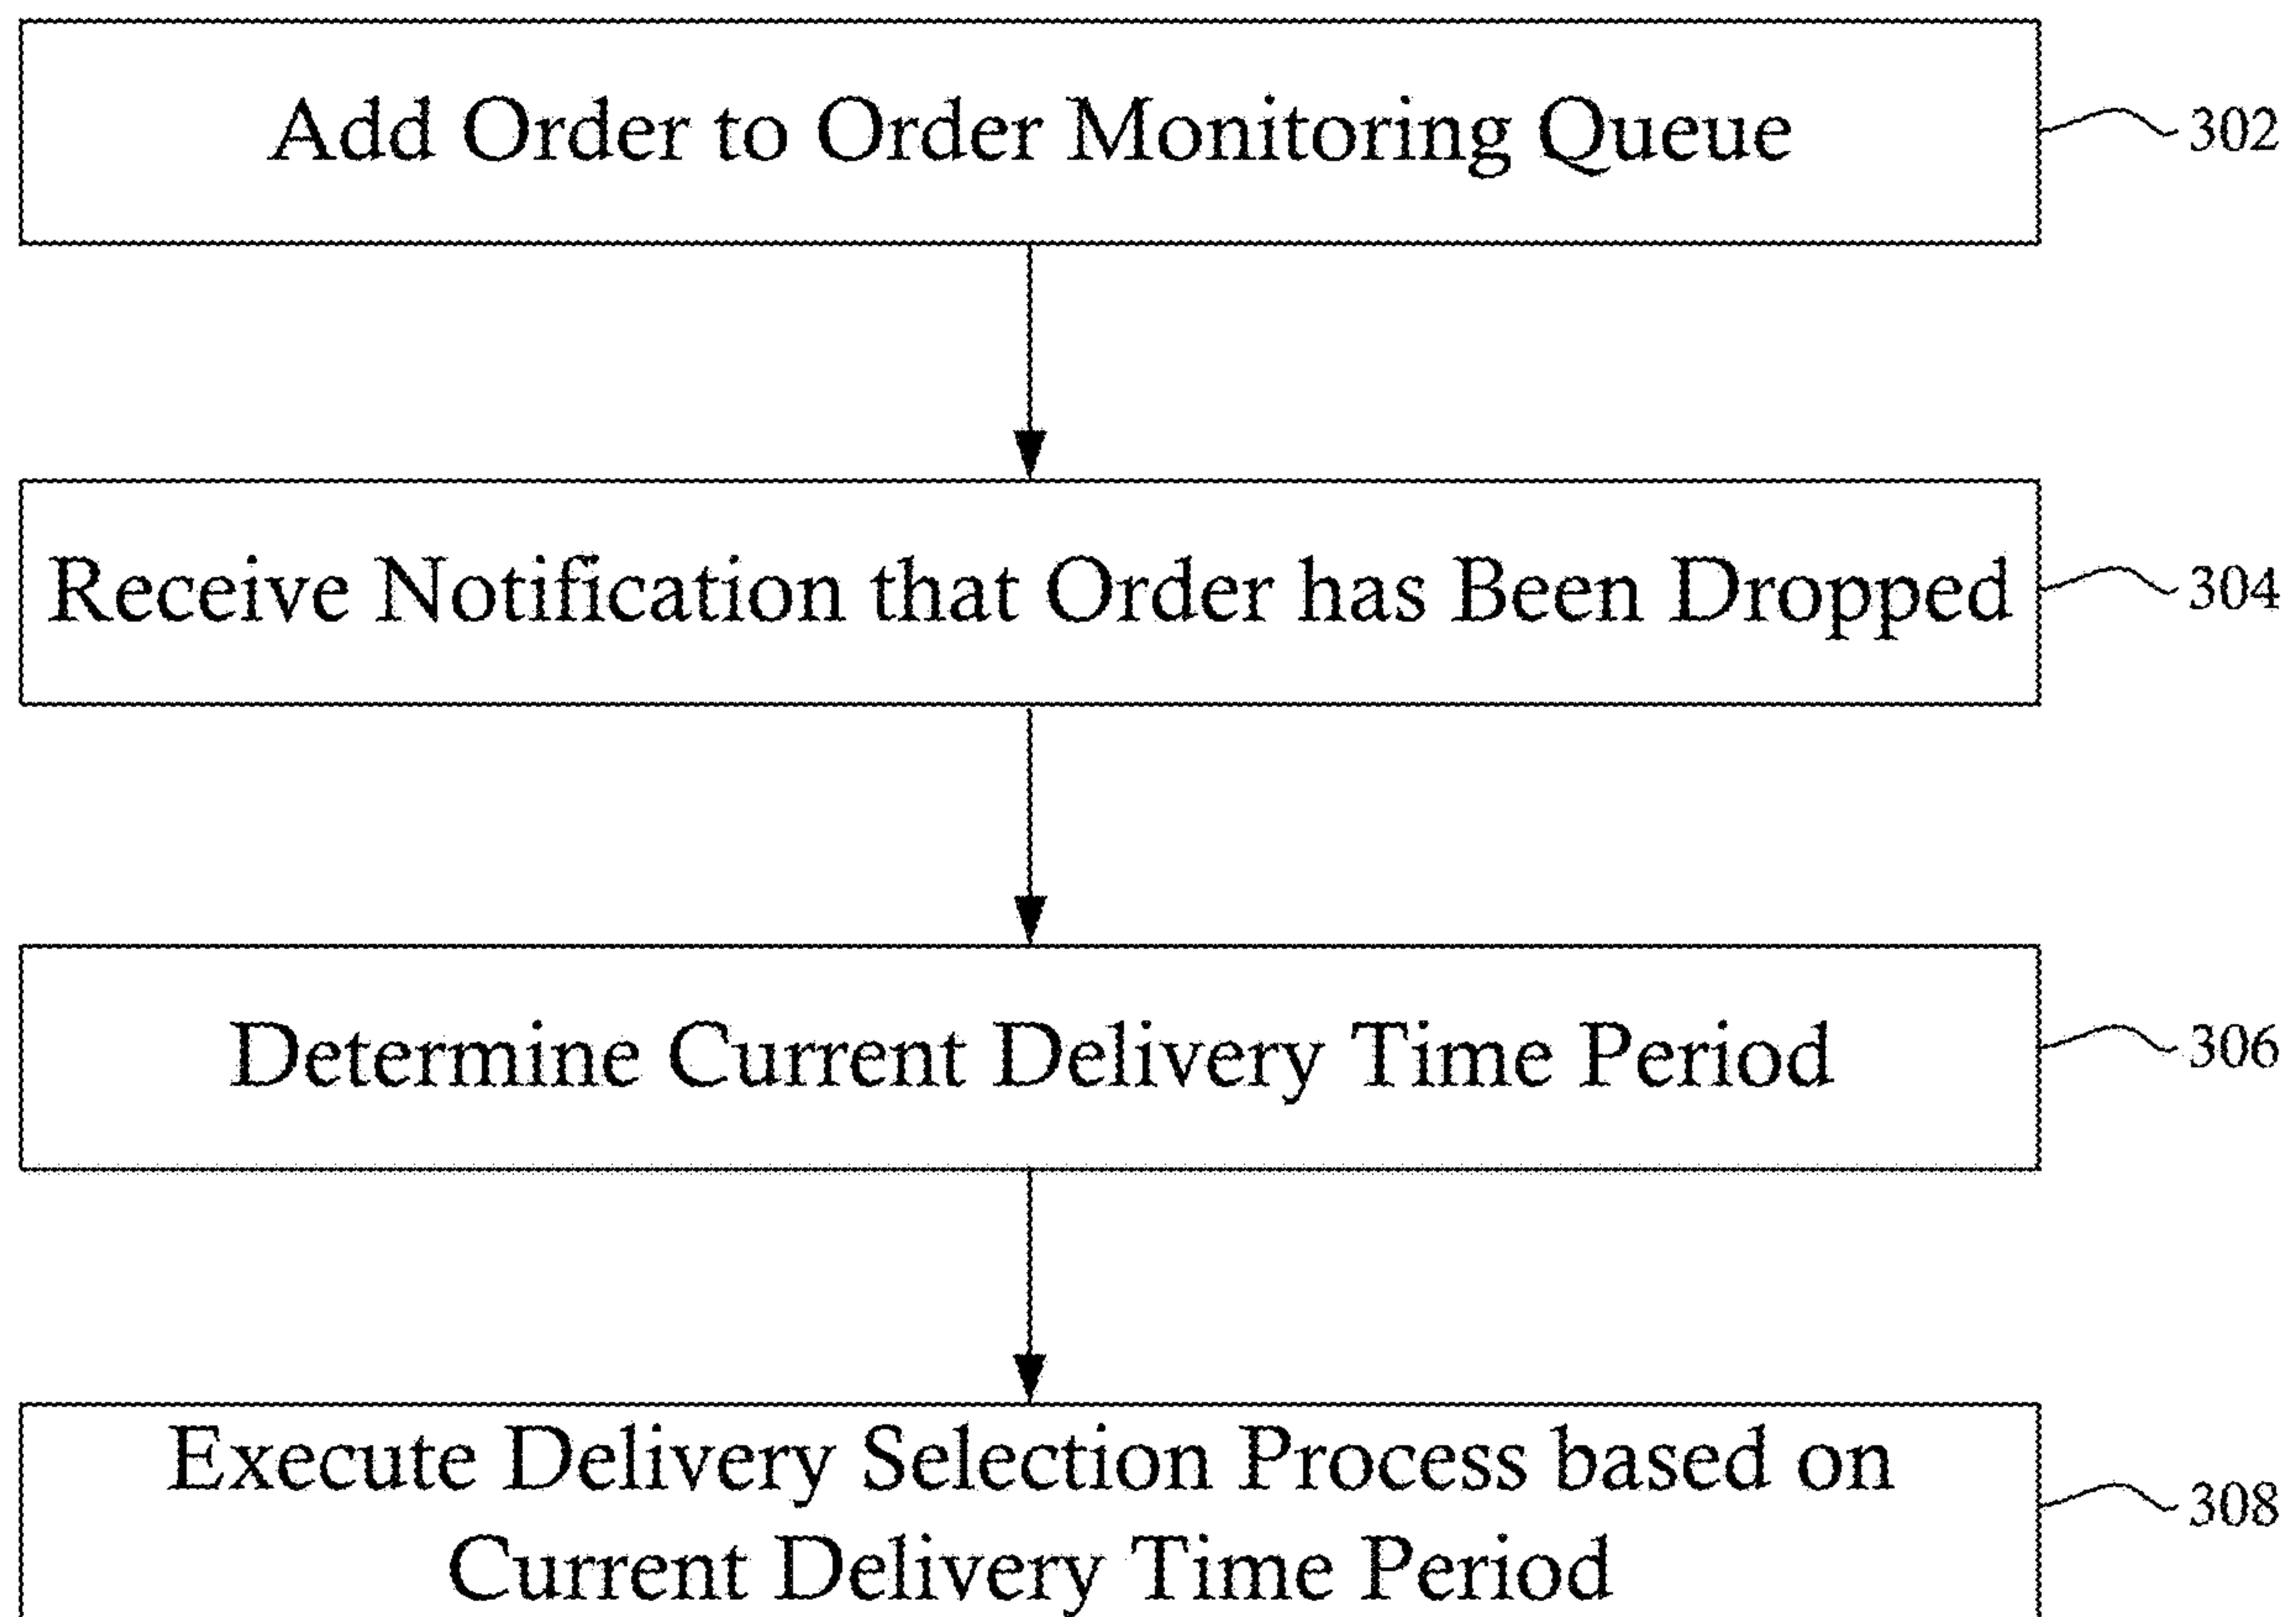 Add Order to Order Monitoring Queue
302
Receive Notification that Order has Been Dropped
304
Determine Current Delivery Time Period
306
Execute Delivery Selection Process based on
Current Delivery Time Period
308